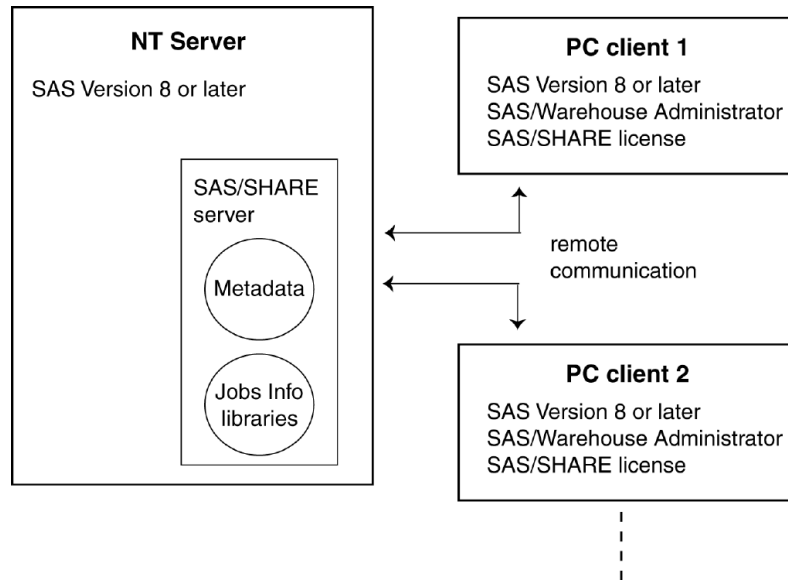 NT Server
SAS Version 8 or later
SAS/SHARE
server
Metadata
Jobs Info
libraries
PC client 1
SAS Version 8 or later
SAS/Warehouse Administrator
SAS/SHARE license
remote
communication
PC client 2
SAS Version 8 or later
SAS/Warehouse Administrator
SAS/SHARE license